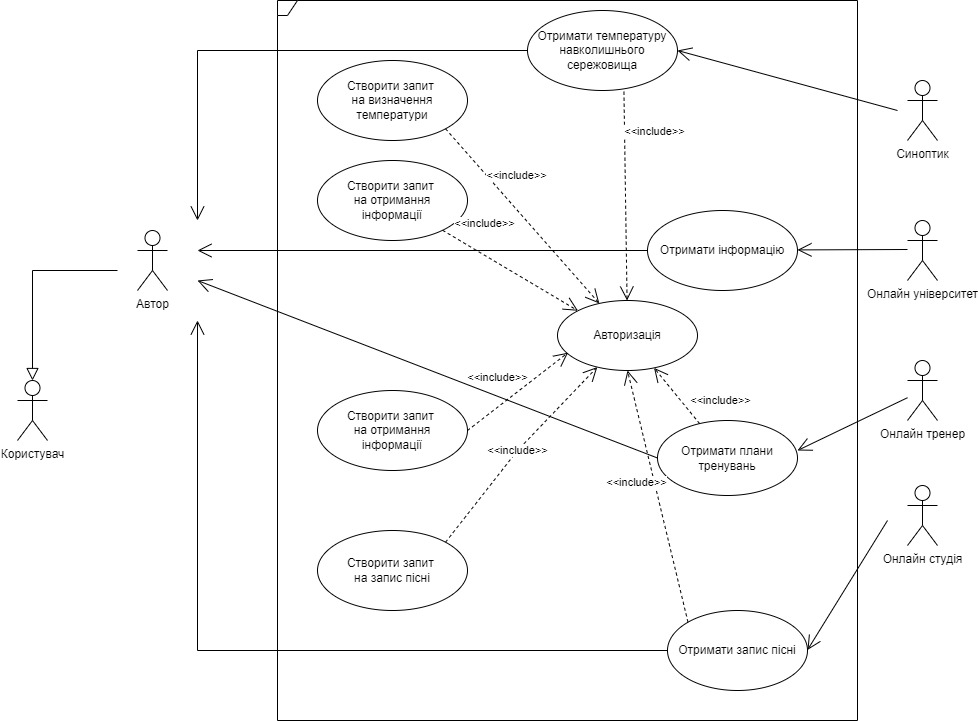 Отримати температуру
навколишнього
сережовища
Створити запит
на визначення
температури
<<include>>
Синоптик
<<include>>
Створити запит
на отримання
інформації
<<include>>
Отримати інформацію
Онлайн університет
Автор
Авторизація
<<include>>
<<include>>
Створити запит
на отримання
інформації
Онлайн тренер
Користувач
<<include>>
Отримати плани
тренувань
<<include>>
Створити запит
на запис пісні
Онлайн студія
Отримати запис пісні